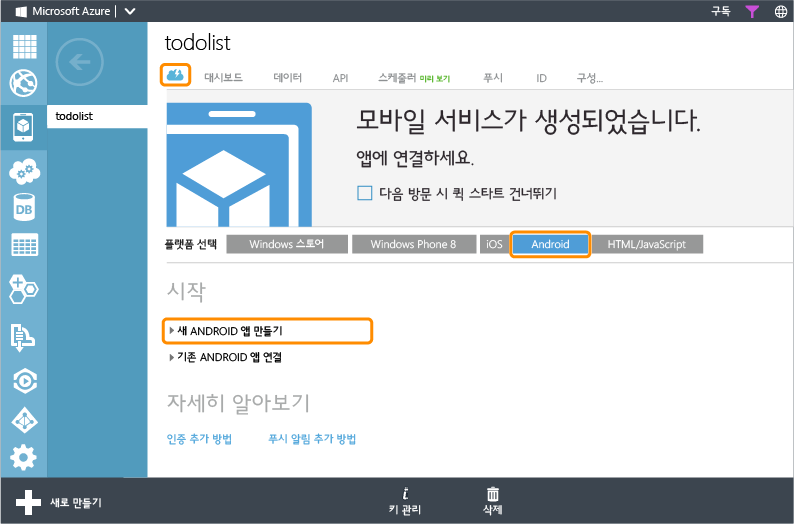 Microsoft Azure 구독
todolist
대시보드 데이터 API 스케줄러 미리 보기 푸시 ID 구성...
todolist
모바일 서비스가 생성되었습니다.
앱에 연결하세요.
다음 방문 시 퀵 스타트 건너뛰기
플랫폼 선택 Windows 스토어 Windows Phone 8 iOS Android HTML/JavaScript
DB
시작
새 ANDROID 앱 만들기
기존 ANDROID 앱 연결
자세히 알아보기
인증 추가 방법 푸시 알림 추가 방법
새로 만들기 키 관리 삭제